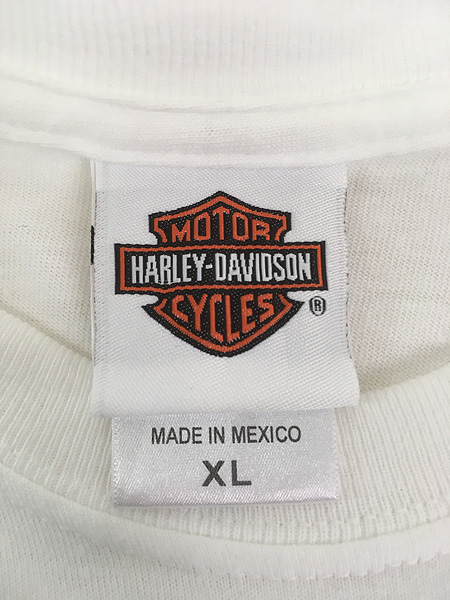 MOTOR
HARLEY-DAVIDSON
CYCLES
®
MADE IN MEXICO
XL